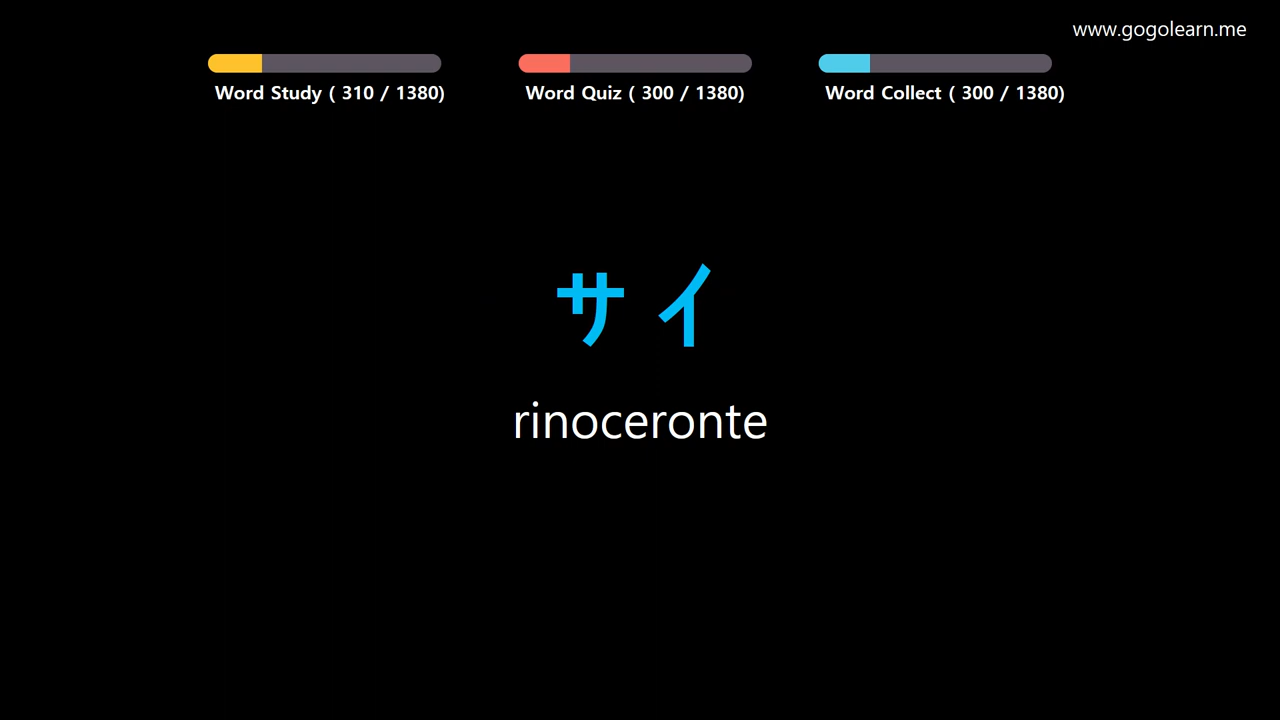 www.gogolearn.me
Word Study ( 310 / 1380)
Word Quiz ( 300 / 1380)
Word Collect ( 300 / 1380)
サイ
rinoceronte